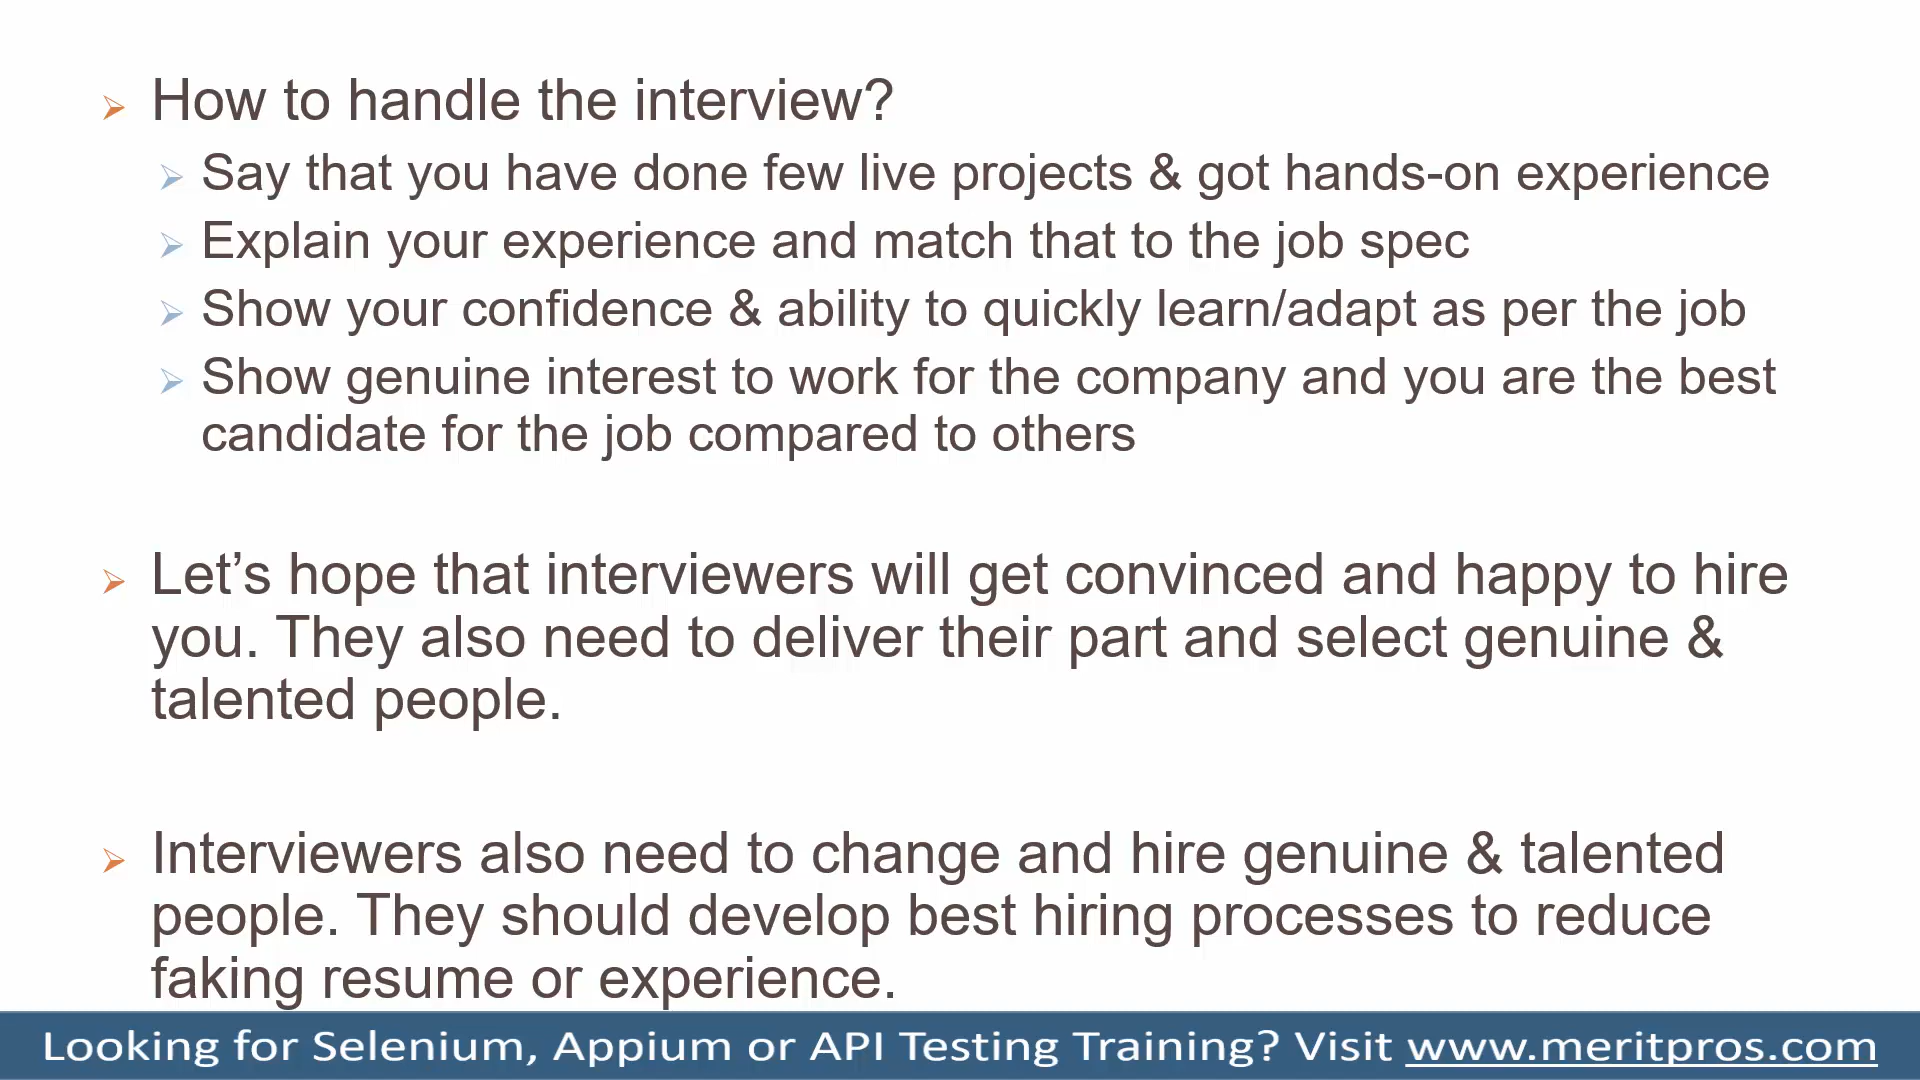 How to handle the interview?
Say that you have done few live projects & got hands-on experience
Explain your experience and match that to the job spec
Show your confidence & ability to quickly learn/adapt as per the job
Show genuine interest to work for the company and you are the best
candidate for the job compared to others
Let’s hope that interviewers will get convinced and happy to hire
you. They also need to deliver their part and select genuine &
talented people.
Interviewers also need to change and hire genuine & talented
people. They should develop best hiring processes to reduce
faking resume or experience.
Looking for Selenium, Appium or API Testing Training? Visit www.meritpros.com